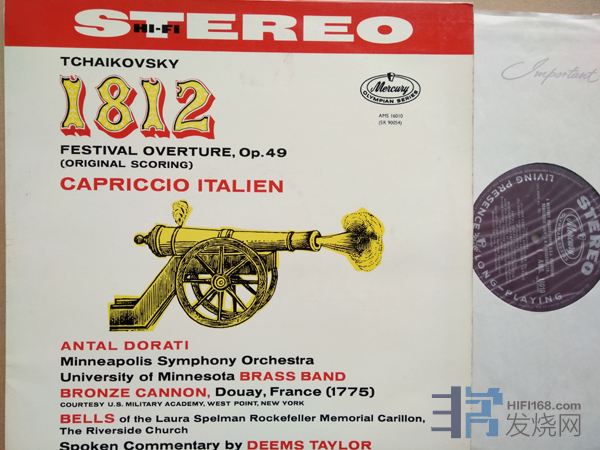 STEREO
HI-FI
TCHAIKOVSKY
1812
FESTIVAL OVERTURE, Op. 49
(ORIGINAL SCORING)
CAPRICCIO ITALIEN
Mercury
OLYMPIAN SERIES
AMS 16010
(SR 90054)
ANTAL DORATI
Minneapolis Symphony Orchestra
University of Minnesota BRASS BAND
BRONZE CANNON, Douay, France (1775)
COURTESY U.S. MILITARY ACADEMY, WEST POINT, NEW YORK
BELLS of the Laura Spelman Rockefeller Memorial Carillon,
The Riverside Church
Spoken Commentary by DEEMS TAYLOR
Important
STEREO
Mercury
LIVING PRESENCE
LONG-PLAYING
HIFI168.com
发烧网